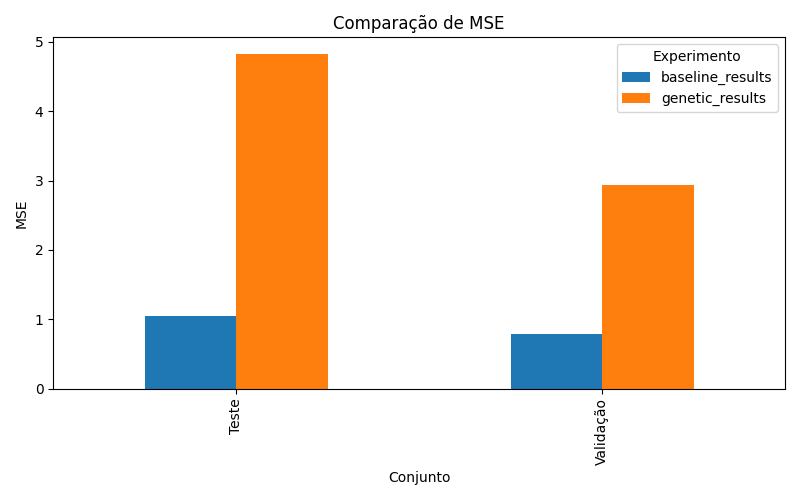 Comparação de MSE
5
4
3
2
1
0
MSE
Experimento
baseline_results
genetic_results
Teste
Validação
Conjunto